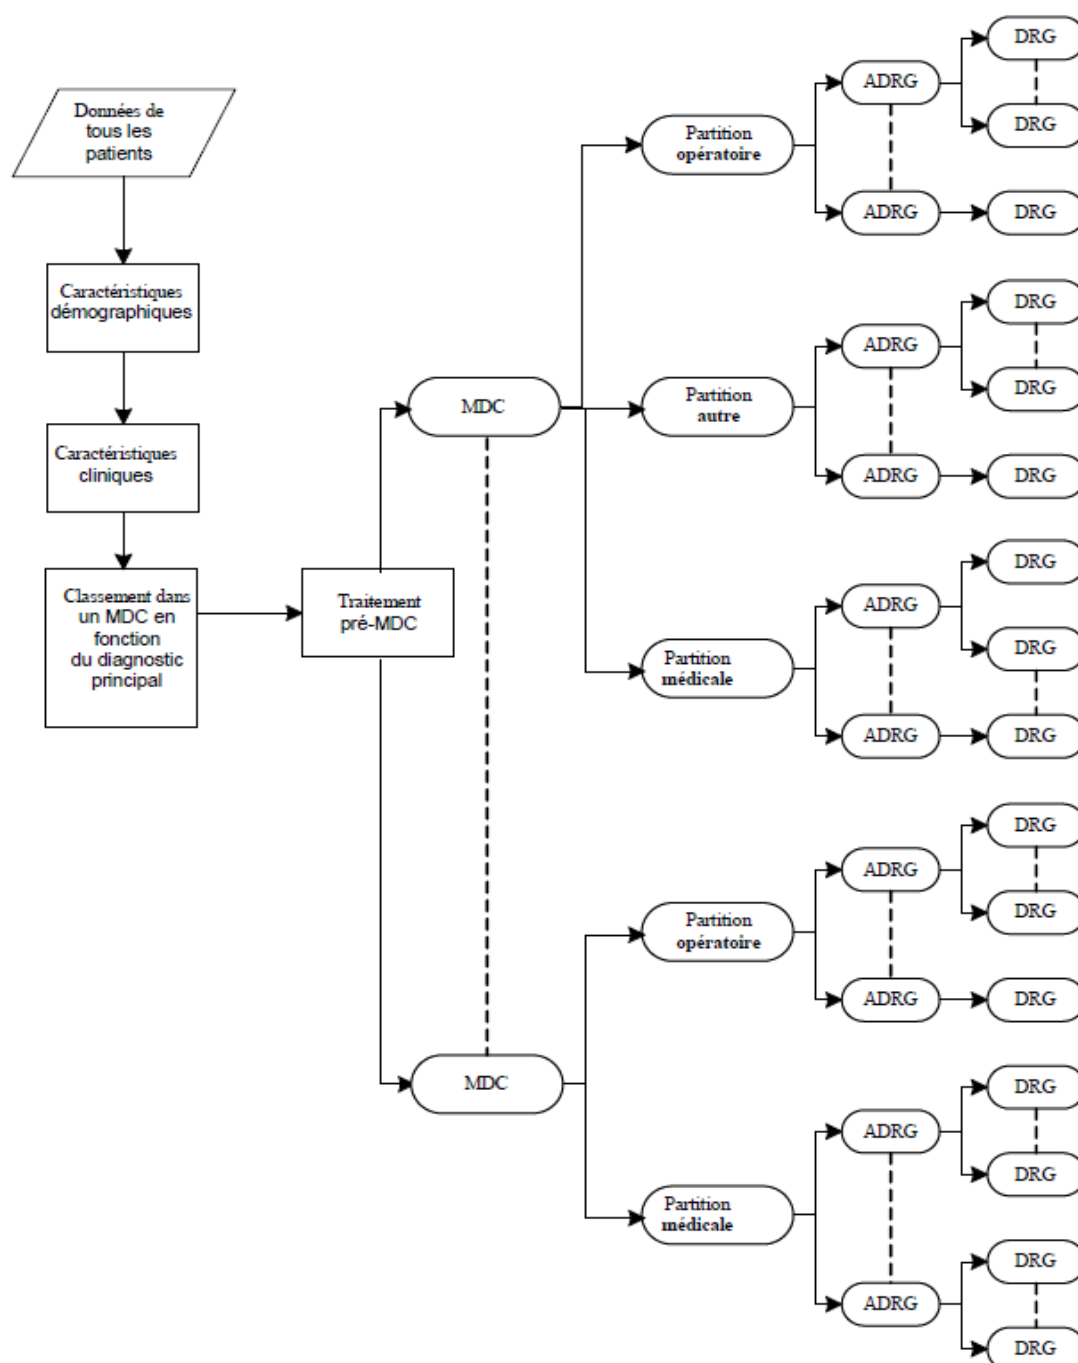 Données de
tous les
patients
Caractéristiques
démographiques
Caractéristiques
cliniques
Classement dans
un MDC en
fonction
du diagnostic
principal
Traitement
pré-MDC
MDC
MDC
Partition
opératoire
ADRG
DRG
DRG
ADRG
DRG
Partition
autre
ADRG
DRG
DRG
ADRG
DRG
Partition
médicale
ADRG
DRG
DRG
ADRG
DRG
Partition
opératoire
ADRG
DRG
DRG
ADRG
DRG
Partition
médicale
ADRG
DRG
DRG
ADRG
DRG
DRG